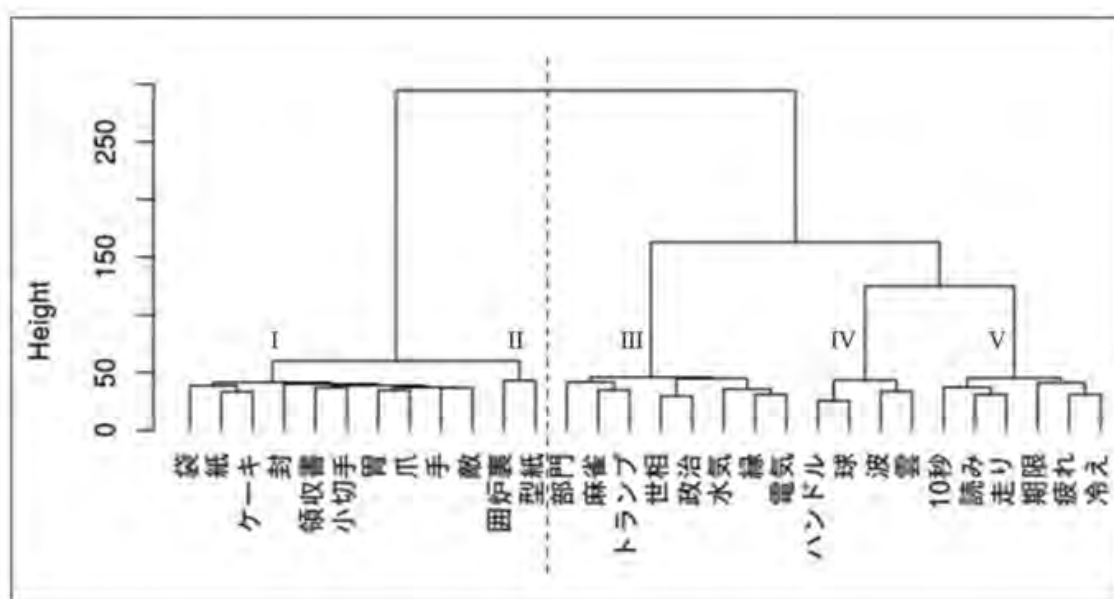 Height
0
50
150
250
I
II
III
IV
V
袋
紙
ケーキ
封
領収書
小切手
胃
爪
手
敵
囲炉裏
型紙
部門
麻雀
トランプ
世相
政治
水気
縁
電気
ハンドル
球
波
雲
10秒
読み
走り
期限
疲れ
冷え